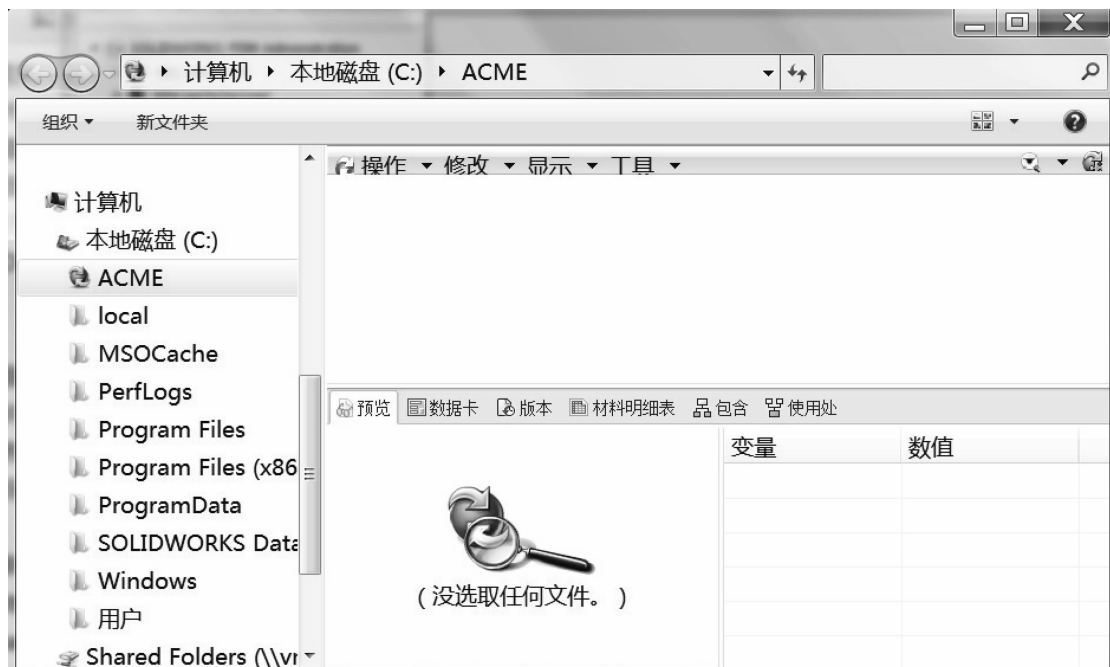 计算机 ▸ 本地磁盘 (C:) ▸ ACME
组织 新文件夹
操作 修改 显示 工具
计算机
本地磁盘 (C:)
ACME
local
MSOCache
PerfLogs
Program Files
Program Files (x86
ProgramData
SOLIDWORKS Data
Windows
用户
Shared Folders (\\vr
预览 数据卡 版本 材料明细表 包含 使用处
变量 数值
(没选取任何文件。)